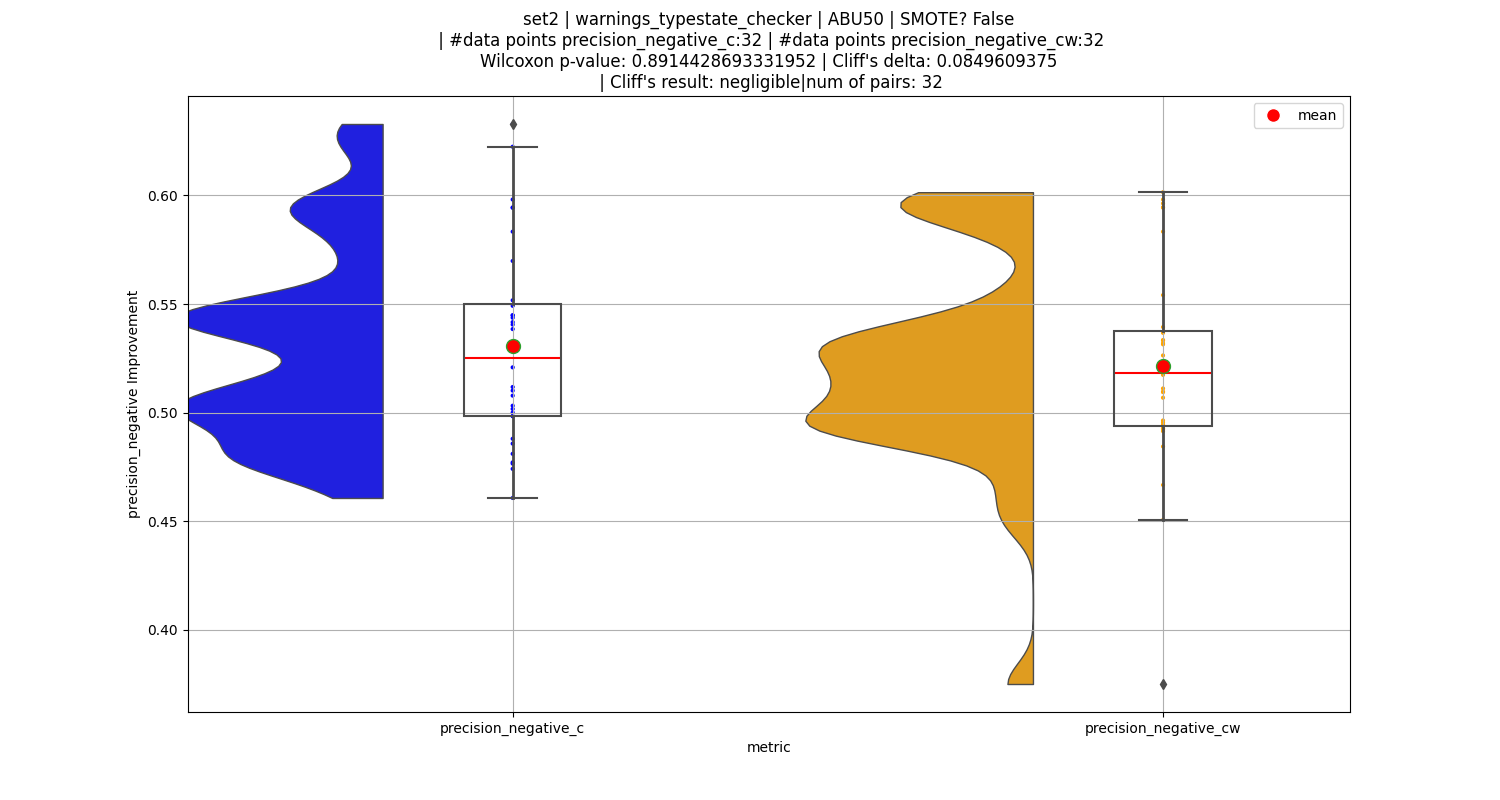 set2 | warnings_typestate_checker | ABU50 | SMOTE? False
| #data points precision_negative_c:32 | #data points precision_negative_cw:32
Wilcoxon p-value: 0.8914428693331952 | Cliff's delta: 0.0849609375
| Cliff's result: negligible|num of pairs: 32
mean
0.60
0.55
0.50
0.45
0.40
precision_negative Improvement
precision_negative_c
precision_negative_cw
metric